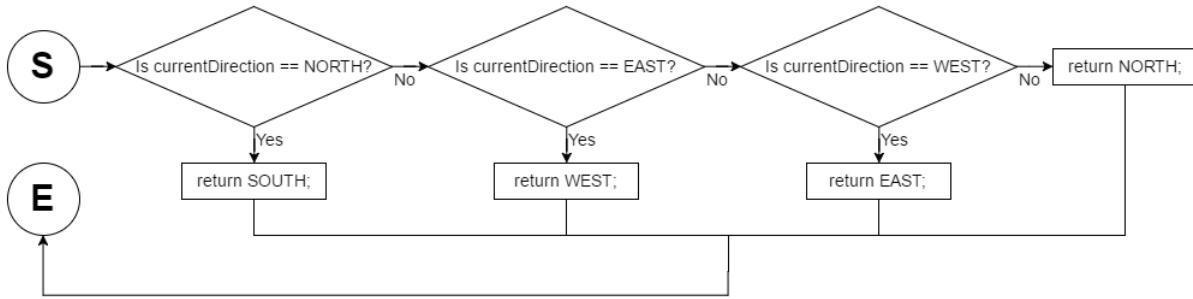 S
Is currentDirection == NORTH?
No
Is currentDirection == EAST?
No
Is currentDirection == WEST?
No
return NORTH;
Yes
Yes
Yes
E
return SOUTH;
return WEST;
return EAST;